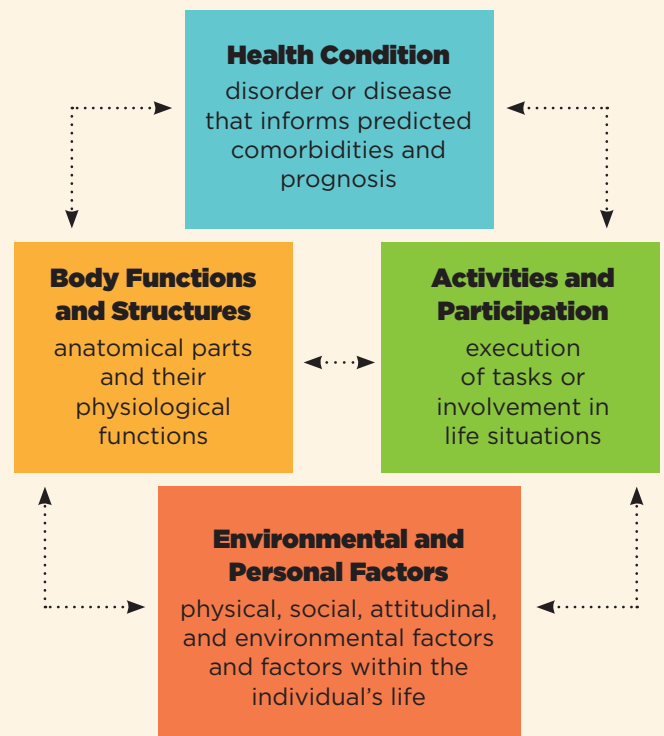 Health Condition
disorder or disease
that informs predicted
comorbidities and
prognosis
Body Functions
and Structures
anatomical parts
and their
physiological
functions
Activities and
Participation
execution
of tasks or
involvement in
life situations
Environmental and
Personal Factors
physical, social, attitudinal,
and environmental factors
and factors within the
individual’s life